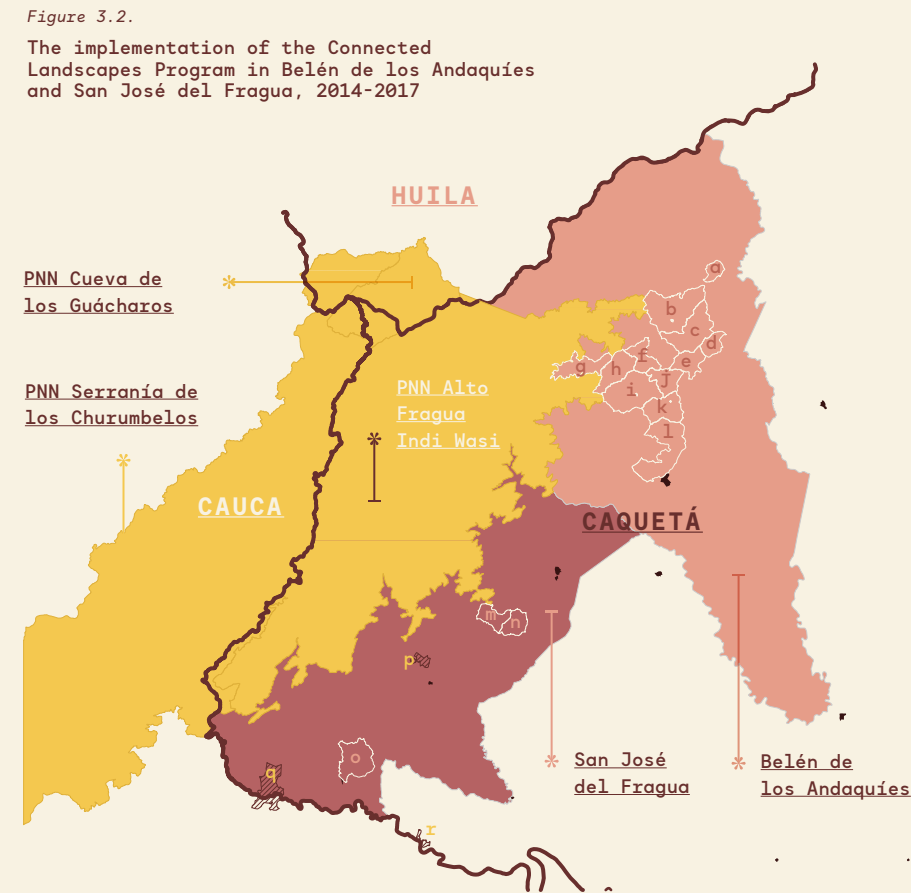 Figure 3.2.
The implementation of the Connected
Landscapes Program in Belén de los Andaquíes
and San José del Fragua, 2014-2017
HUILA
PNN Cueva de
los Guácharos
a
b
c
d
e
f
g
h
i
J
k
l
PNN Serranía de
los Churumbelos
PNN Alto
Fragua
Indi Wasi
CAUCA
CAQUETÁ
m
n
p
o
q
r
San José
del Fragua
Belén de
los Andaquíes